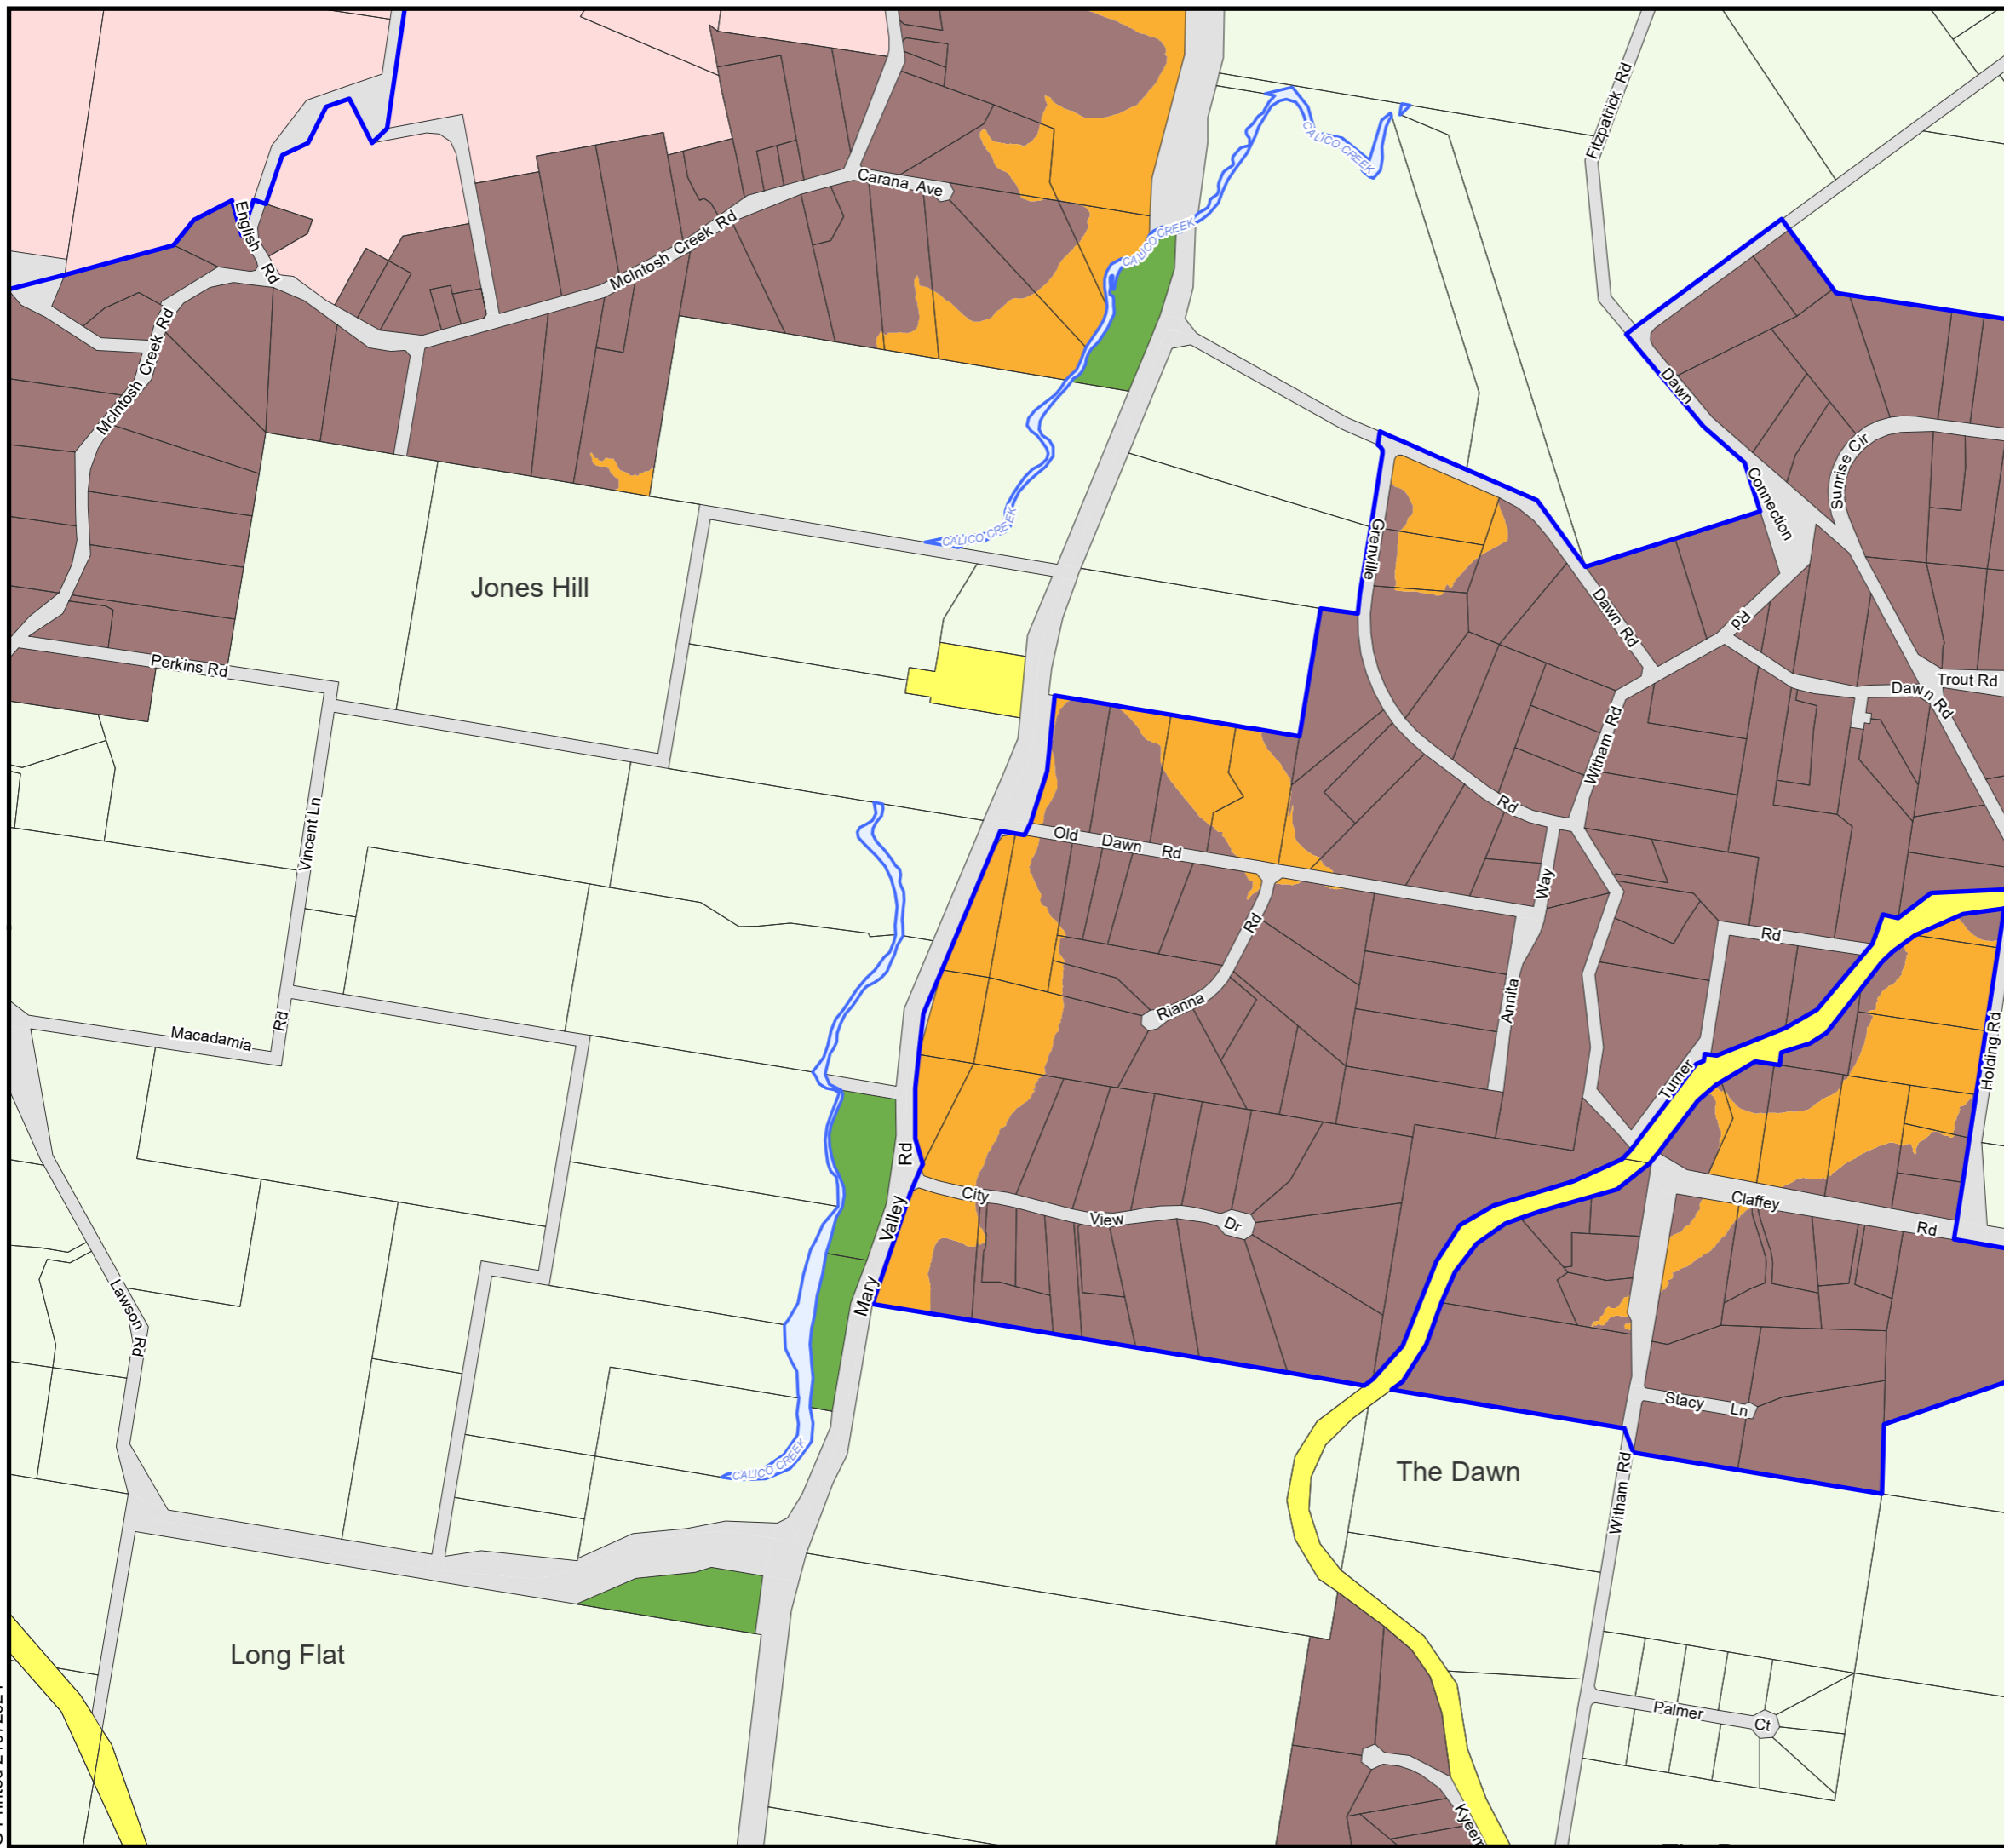 Fitzpatrick Rd
CALICO CREEK
Carana Ave
English Rd
McIntosh Creek Rd
CALICO CREEK
CALICO CREEK
McIntosh Creek Rd
Dawn Connection
Sunrise Cir
CALICO CREEK
Grenville Rd
Jones Hill
Dawn Rd
Rd
Perkins Rd
Trout Rd
Dawn Rd
Witham Rd
Vincent Ln
Old Dawn Rd
Annita Way
Rianna Rd
Turner Rd
Holding Rd
Macadamia Rd
City View Dr
Claffey Rd
Mary Valley Rd
Lawson Rd
Stacy Ln
CALICO CREEK
The Dawn
Witham Rd
Long Flat
Palmer Ct